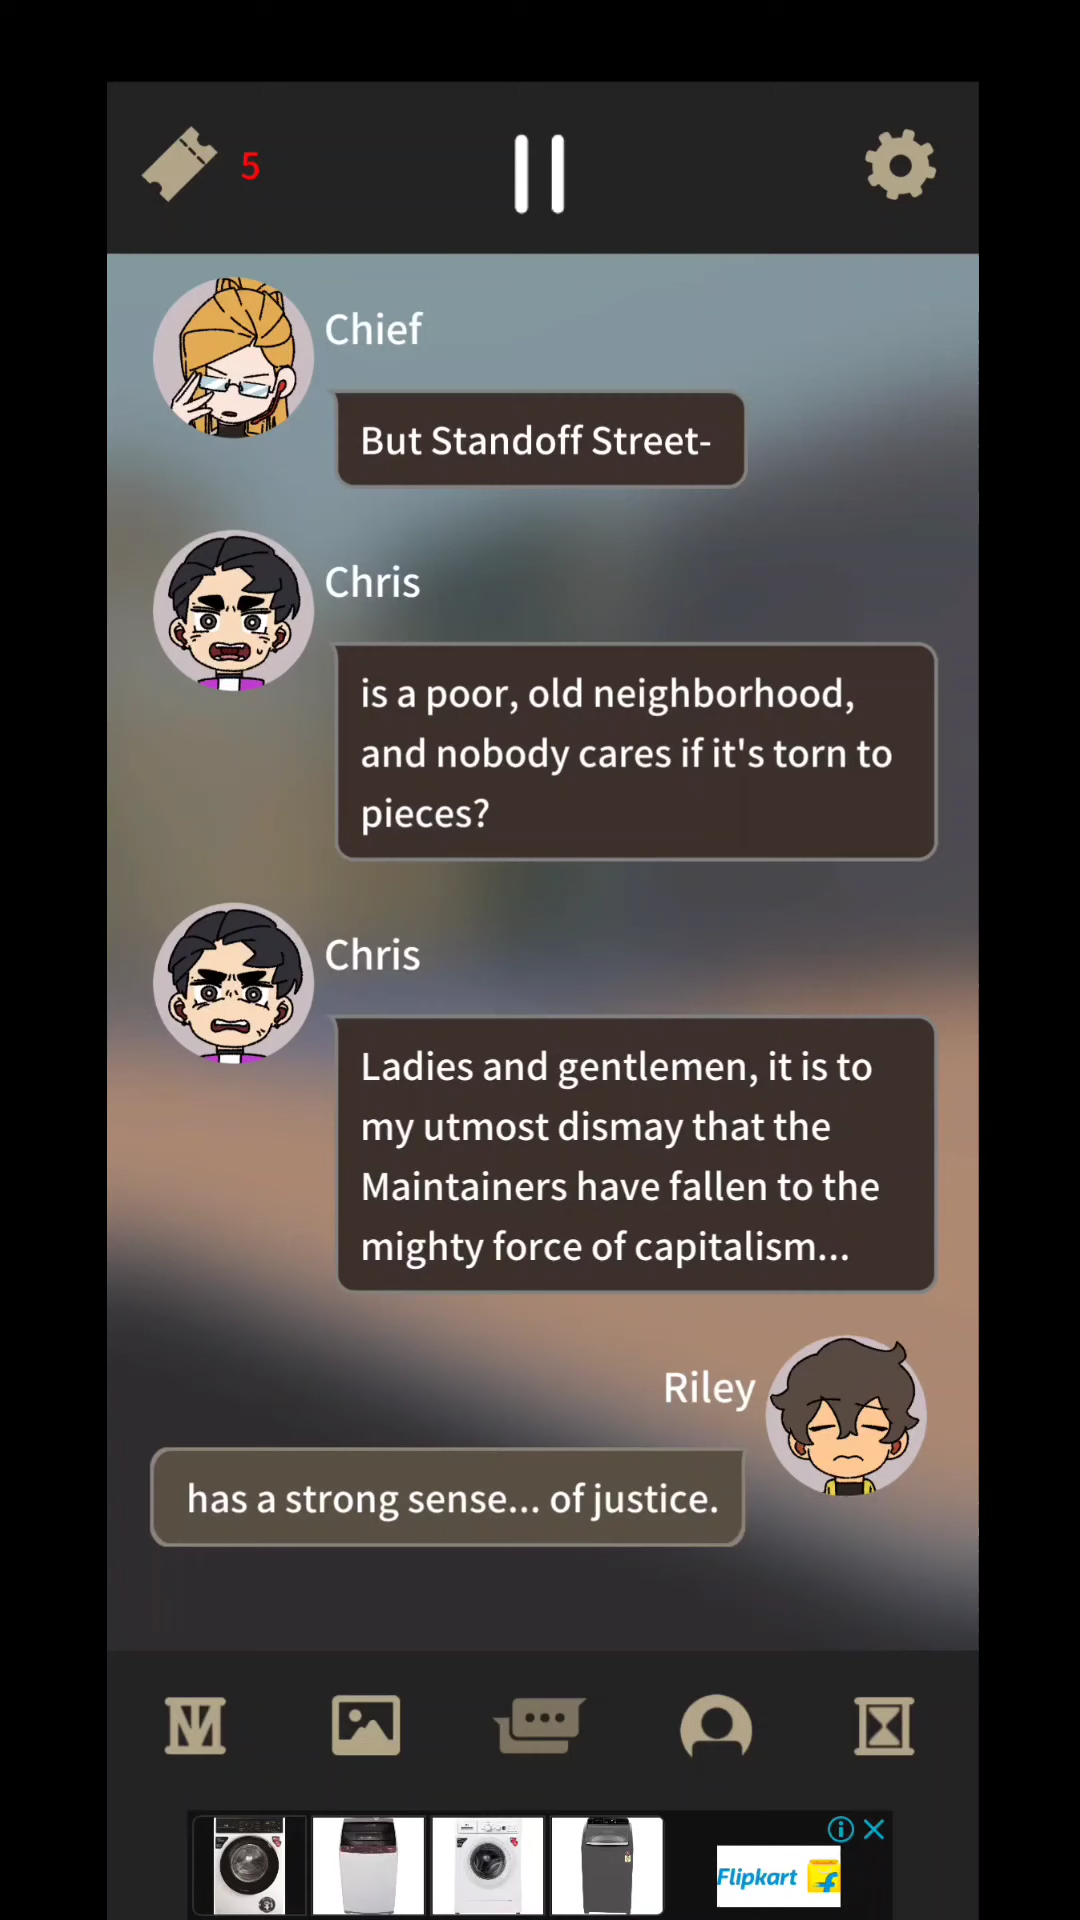 5
Chief
But Standoff Street-
Chris
is a poor, old neighborhood,
and nobody cares if it's torn to
pieces?
Chris
Ladies and gentlemen, it is to
my utmost dismay that the
Maintainers have fallen to the
mighty force of capitalism...
Riley
has a strong sense... of justice.
Flipkart